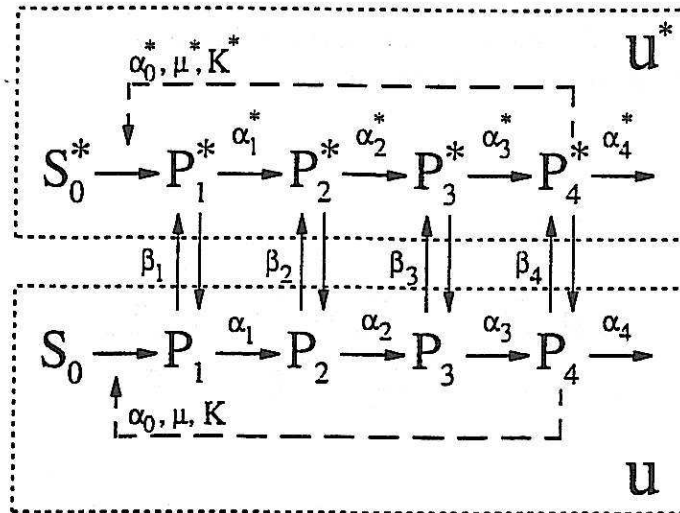 u*
α₀*, μ*, K*
α₁* α₂* α₃* α₄*
S₀* P₁* P₂* P₃* P₄*
β₁ β₂ β₃ β₄
α₁ α₂ α₃ α₄
S₀ P₁ P₂ P₃ P₄
α₀, μ, K
u